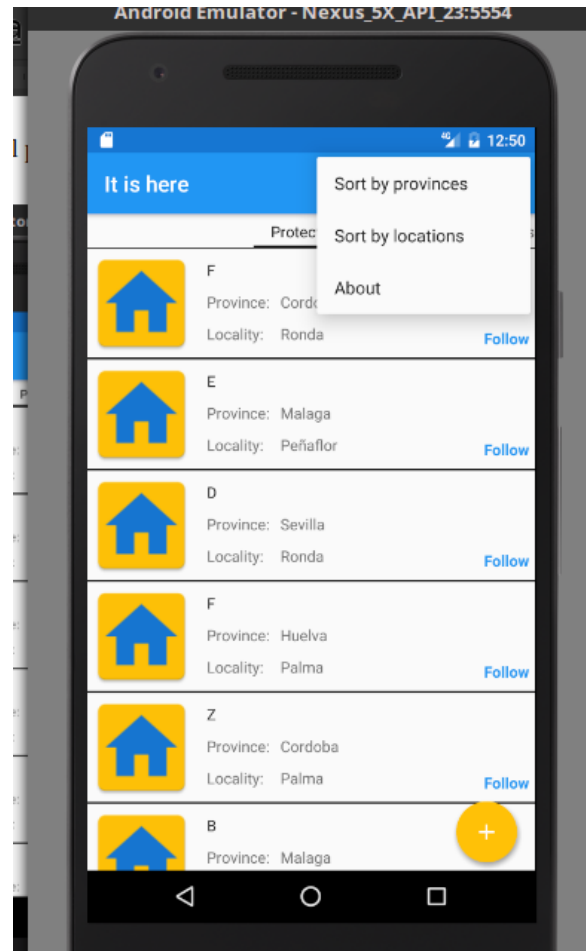 Android Emulator - Nexus_5X_API_23:5554
4G 12:50
It is here
Sort by provinces
Sort by locations
About
F
Province:
Locality: Ronda
Follow
E
Province: Malaga
Locality: Peñaflor
Follow
D
Province: Sevilla
Locality: Ronda
Follow
F
Province: Huelva
Locality: Palma
Follow
Z
Province: Cordoba
Locality: Palma
Follow
B
+
Province: Malaga